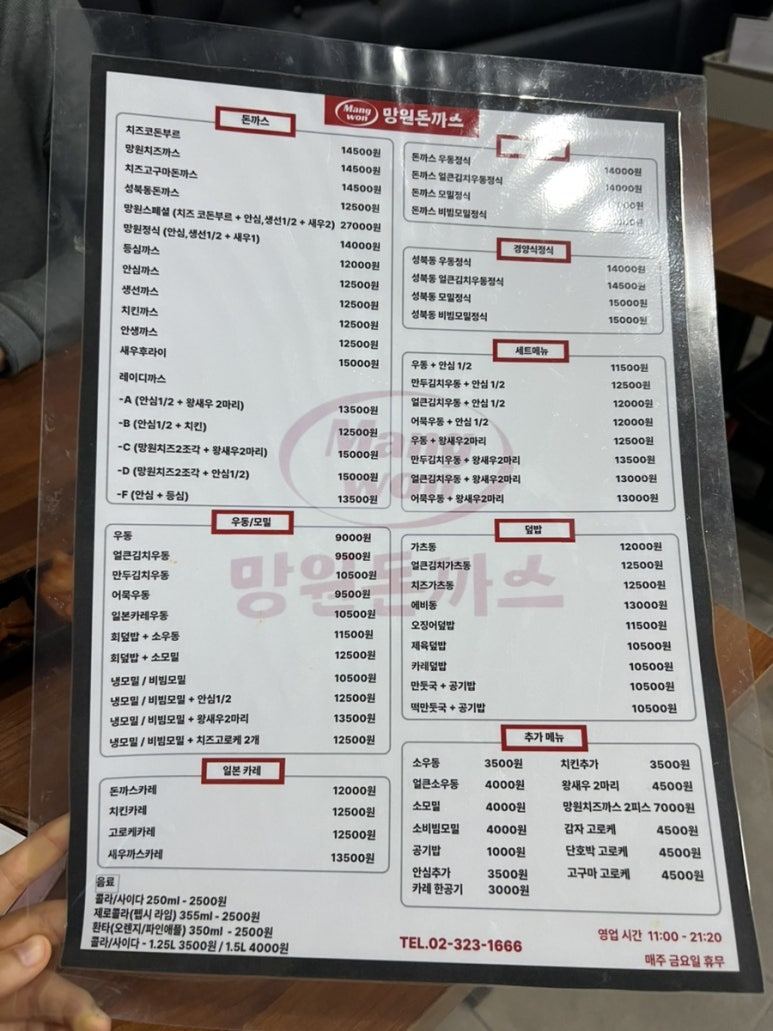 Mang won 망원돈까스
돈까스
치즈코돈부르 14500원
망원치즈까스 14500원
치즈고구마돈까스 14500원
성북동돈까스 12500원
망원스페셜 (치즈 코돈부르 + 안심,생선1/2 + 새우2) 27000원
망원정식 (안심,생선1/2 + 새우1) 14000원
등심까스 12000원
안심까스 12500원
생선까스 12500원
치킨까스 12500원
안생까스 12500원
새우후라이 15000원
레이디까스
-A (안심1/2 + 왕새우 2마리) 13500원
-B (안심1/2 + 치킨) 12500원
-C (망원치즈2조각 + 왕새우2마리) 15000원
-D (망원치즈2조각 + 안심1/2) 15000원
-F (안심 + 등심) 13500원
우동/모밀
우동 9000원
얼큰김치우동 9500원
만두김치우동 10500원
어묵우동 9500원
일본카레우동 10500원
회덮밥 + 소우동 11500원
회덮밥 + 소모밀 12500원
냉모밀 / 비빔모밀 10500원
냉모밀 / 비빔모밀 + 안심1/2 12500원
냉모밀 / 비빔모밀 + 왕새우2마리 13500원
냉모밀 / 비빔모밀 + 치즈고로케 2개 12500원
일본 카레
돈까스카레 12000원
치킨카레 12500원
고로케카레 12500원
새우까스카레 13500원
음료
콜라/사이다 250ml - 2500원
제로콜라(펩시 라임) 355ml - 2500원
환타(오렌지/파인애플) 350ml - 2500원
콜라/사이다 - 1.25L 3500원 / 1.5L 4000원
돈까스 우동정식 14000원
돈까스 얼큰김치우동정식 14000원
돈까스 모밀정식
돈까스 비빔모밀정식
경양식정식
성북동 우동정식 14000원
성북동 얼큰김치우동정식 14500원
성북동 모밀정식 15000원
성북동 비빔모밀정식 15000원
세트메뉴
우동 + 안심 1/2 11500원
만두김치우동 + 안심 1/2 12500원
얼큰김치우동 + 안심 1/2 12000원
어묵우동 + 안심 1/2 12000원
우동 + 왕새우2마리 12500원
만두김치우동 + 왕새우2마리 13500원
얼큰김치우동 + 왕새우2마리 13000원
어묵우동 + 왕새우2마리 13000원
덮밥
가츠동 12000원
얼큰김치가츠동 12500원
치즈가츠동 12500원
에비동 13000원
오징어덮밥 11500원
제육덮밥 10500원
카레덮밥 10500원
만둣국 + 공기밥 10500원
떡만둣국 + 공기밥 10500원
추가 메뉴
소우동 3500원 치킨추가 3500원
얼큰소우동 4000원 왕새우 2마리 4500원
소모밀 4000원 망원치즈까스 2피스 7000원
소비빔모밀 4000원 감자 고로케 4500원
공기밥 1000원 단호박 고로케 4500원
안심추가 3500원 고구마 고로케 4500원
카레 한공기 3000원
TEL.02-323-1666
영업 시간 11:00 - 21:20
매주 금요일 휴무
Mang won
망원돈까스